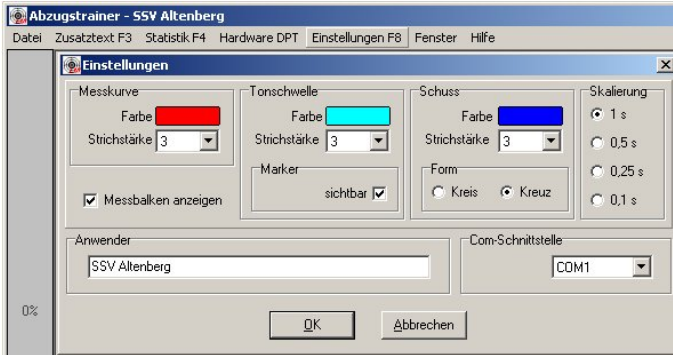 Abzugstrainer - SSV Altenberg
Datei Zusatztext F3 Statistik F4 Hardware DPT Einstellungen F8 Fenster Hilfe
Einstellungen
Messkurve Tonschwelle Schuss Skalierung
Farbe Farbe Farbe 1 s
Strichstärke 3 Strichstärke 3 Strichstärke 3 0,5 s
Marker Form
0,25 s
Messbalken anzeigen sichtbar Kreis Kreuz
0,1 s
Anwender Com-Schnittstelle
SSV Altenberg COM1
0%
OK Abbrechen